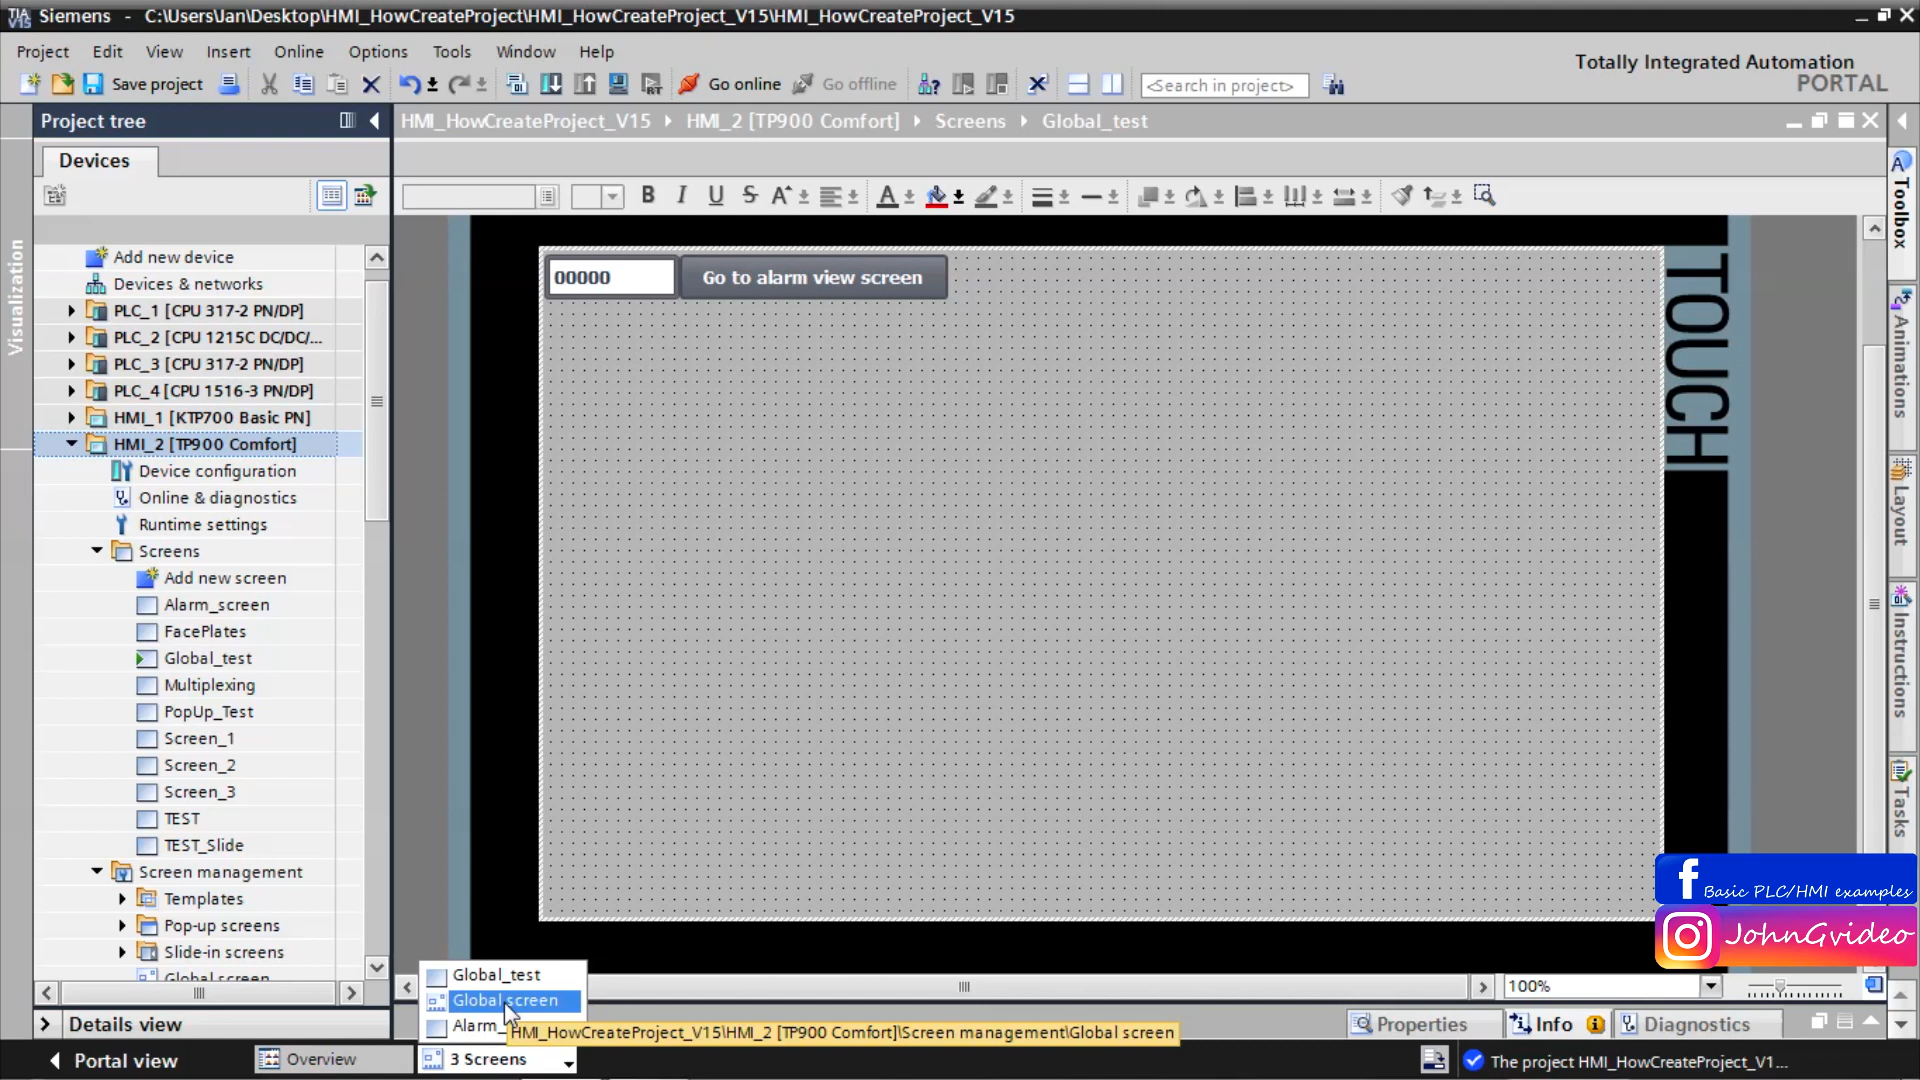 Siemens - C:\Users\Jan\Desktop\HMI_HowCreateProject\HMI_HowCreateProject_V15\HMI_HowCreateProject_V15
Project Edit View Insert Online Options Tools Window Help
Totally Integrated Automation
PORTAL
Save project
Go online
Go offline
<Search in project>
Project tree
HMI_HowCreateProject_V15 HMI_2 [TP900 Comfort] Screens Global_test
Devices
Visualization
Add new device
Devices & networks
PLC_1 [CPU 317-2 PN/DP]
PLC_2 [CPU 1215C DC/DC/...
PLC_3 [CPU 317-2 PN/DP]
PLC_4 [CPU 1516-3 PN/DP]
HMI_1 [KTP700 Basic PN]
HMI_2 [TP900 Comfort]
Device configuration
Online & diagnostics
Runtime settings
Screens
Add new screen
Alarm_screen
FacePlates
Global_test
Multiplexing
PopUp_Test
Screen_1
Screen_2
Screen_3
TEST
TEST_Slide
Screen management
Templates
Pop-up screens
Slide-in screens
Global screen
Details view
Portal view
Overview
3 Screens
00000
Go to alarm view screen
TOUCH
Toolbox
Animations
Layout
Instructions
Tasks
Basic PLC/HMI examples
JohnGvideo
Global_test
Global screen
Alarm_
HMI_HowCreateProject_V15\HMI_2 [TP900 Comfort]\Screen management\Global screen
100%
Properties
Info
Diagnostics
The project HMI_HowCreateProject_V1...